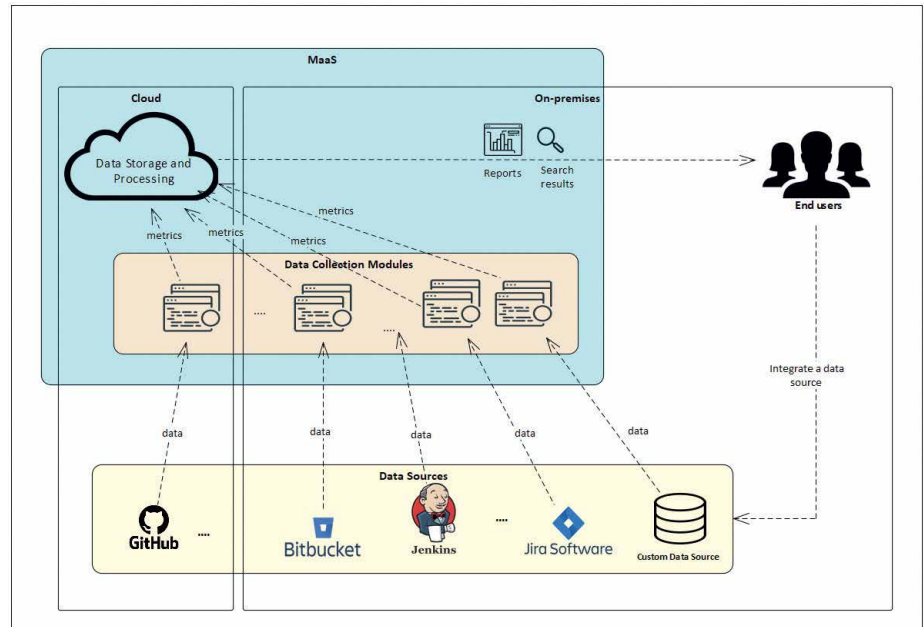 MaaS
Cloud
On-premises
Data Storage and
Processing
Reports
Search
results
End users
metrics
metrics
metrics
metrics
Data Collection Modules
....
....
Integrate a data
source
data
data
data
data
data
Data Sources
GitHub
....
Bitbucket
Jenkins
....
Jira Software
Custom Data Source